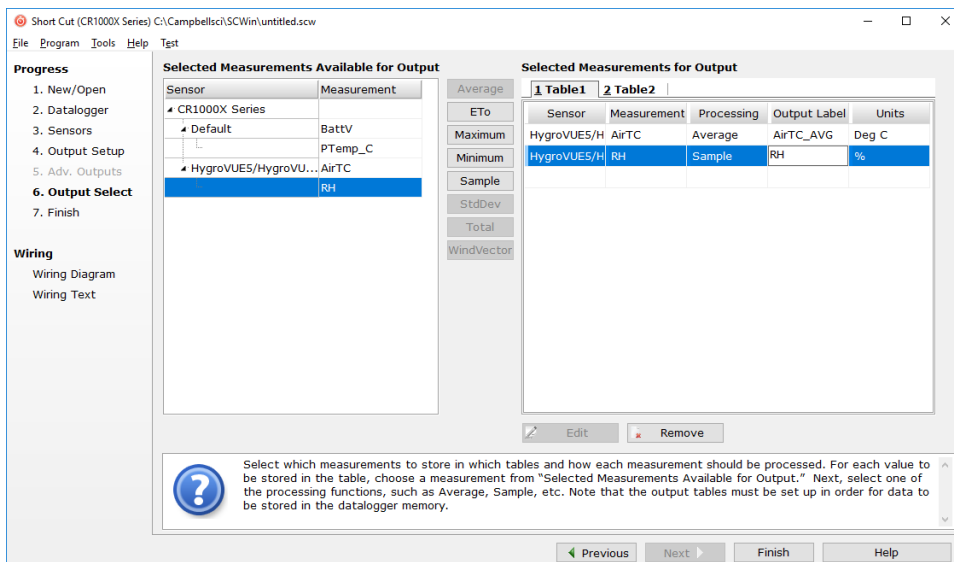 Short Cut (CR1000X Series) C:\Campbellsci\SCWin\untitled.scw
File Program Tools Help Test
Progress
1. New/Open
2. Datalogger
3. Sensors
4. Output Setup
5. Adv. Outputs
6. Output Select
7. Finish
Wiring
Wiring Diagram
Wiring Text
Selected Measurements Available for Output
Sensor Measurement
CR1000X Series
Default BattV
PTemp_C
HygroVUE5/HygroVU... AirTC
RH
Average
ETo
Maximum
Minimum
Sample
StdDev
Total
WindVector
Selected Measurements for Output
1 Table1 2 Table2
Sensor Measurement Processing Output Label Units
HygroVUE5/H AirTC Average AirTC_AVG Deg C
HygroVUE5/H RH Sample RH %
Edit Remove
Select which measurements to store in which tables and how each measurement should be processed. For each value to
be stored in the table, choose a measurement from “Selected Measurements Available for Output.” Next, select one of
the processing functions, such as Average, Sample, etc. Note that the output tables must be set up in order for data to
be stored in the datalogger memory.
Previous Next Finish Help